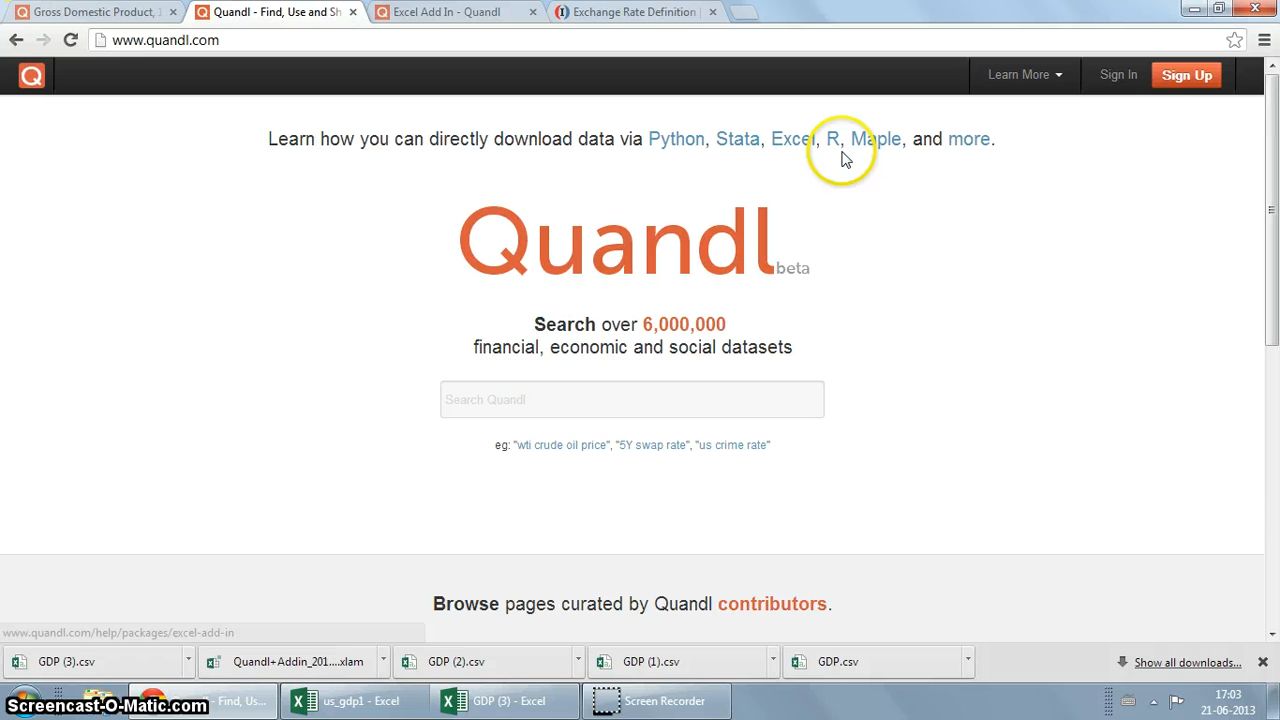 Gross Domestic Product, 1
Quandl - Find, Use and Sh
Excel Add In - Quandl
Exchange Rate Definition
www.quandl.com
Learn More
Sign In
Sign Up
Learn how you can directly download data via Python, Stata, Excel, R, Maple, and more.
Quandl beta
Search over 6,000,000
financial, economic and social datasets
Search Quandl
eg: "wti crude oil price", "5Y swap rate", "us crime rate"
Browse pages curated by Quandl contributors.
www.quandl.com/help/packages/excel-add-in
GDP (3).csv
Quandl+Addin_201....xlam
GDP (2).csv
GDP (1).csv
GDP.csv
Show all downloads...
- Find, Us...
us_gdp1 - Excel
GDP (3) - Excel
Screen Recorder
17:03
21-06-2013
Screencast-O-Matic.com